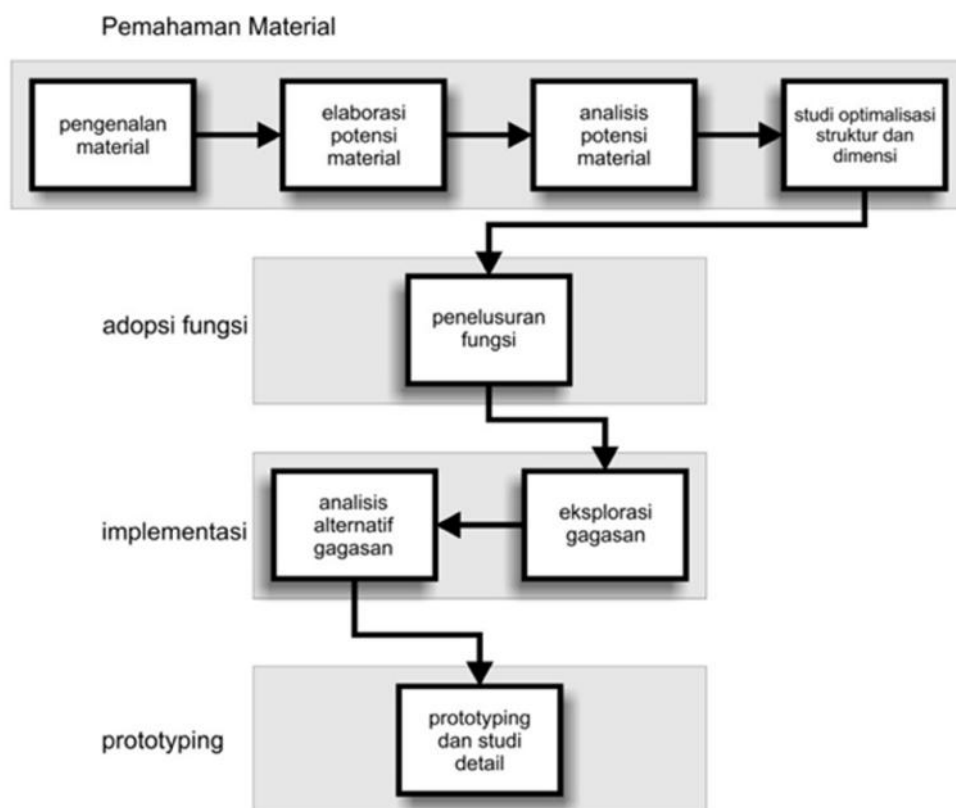 Pemahaman Material
pengenalan
material
elaborasi
potensi
material
analisis
potensi
material
studi optimalisasi
struktur dan
dimensi
adopsi fungsi
penelusuran
fungsi
implementasi
analisis
alternatif
gagasan
eksplorasi
gagasan
prototyping
prototyping
dan studi
detail